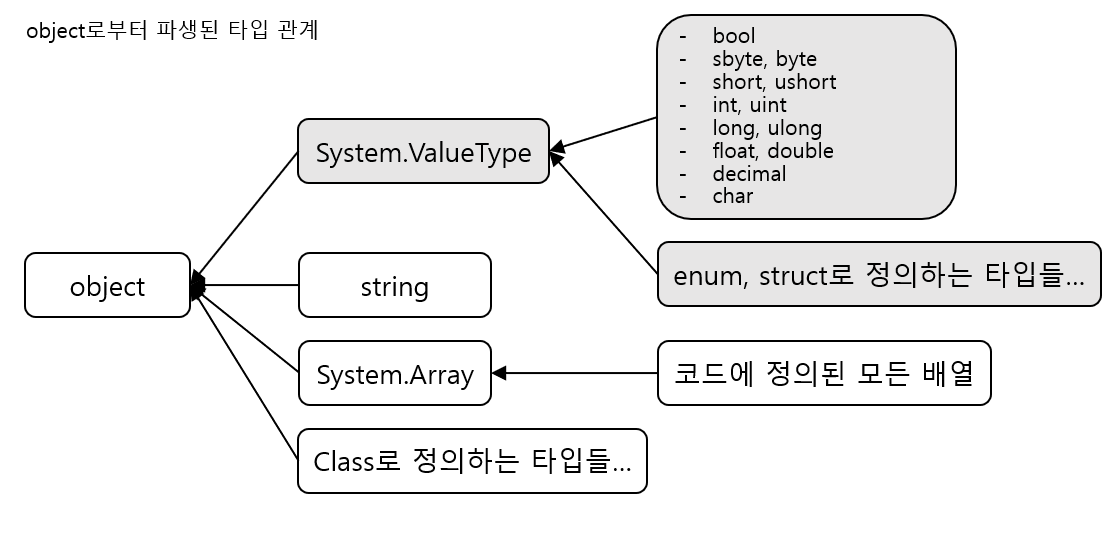 object로부터 파생된 타입 관계
- bool
- sbyte, byte
- short, ushort
- int, uint
- long, ulong
- float, double
- decimal
- char
System.ValueType
enum, struct로 정의하는 타입들...
object
string
System.Array
코드에 정의된 모든 배열
Class로 정의하는 타입들...